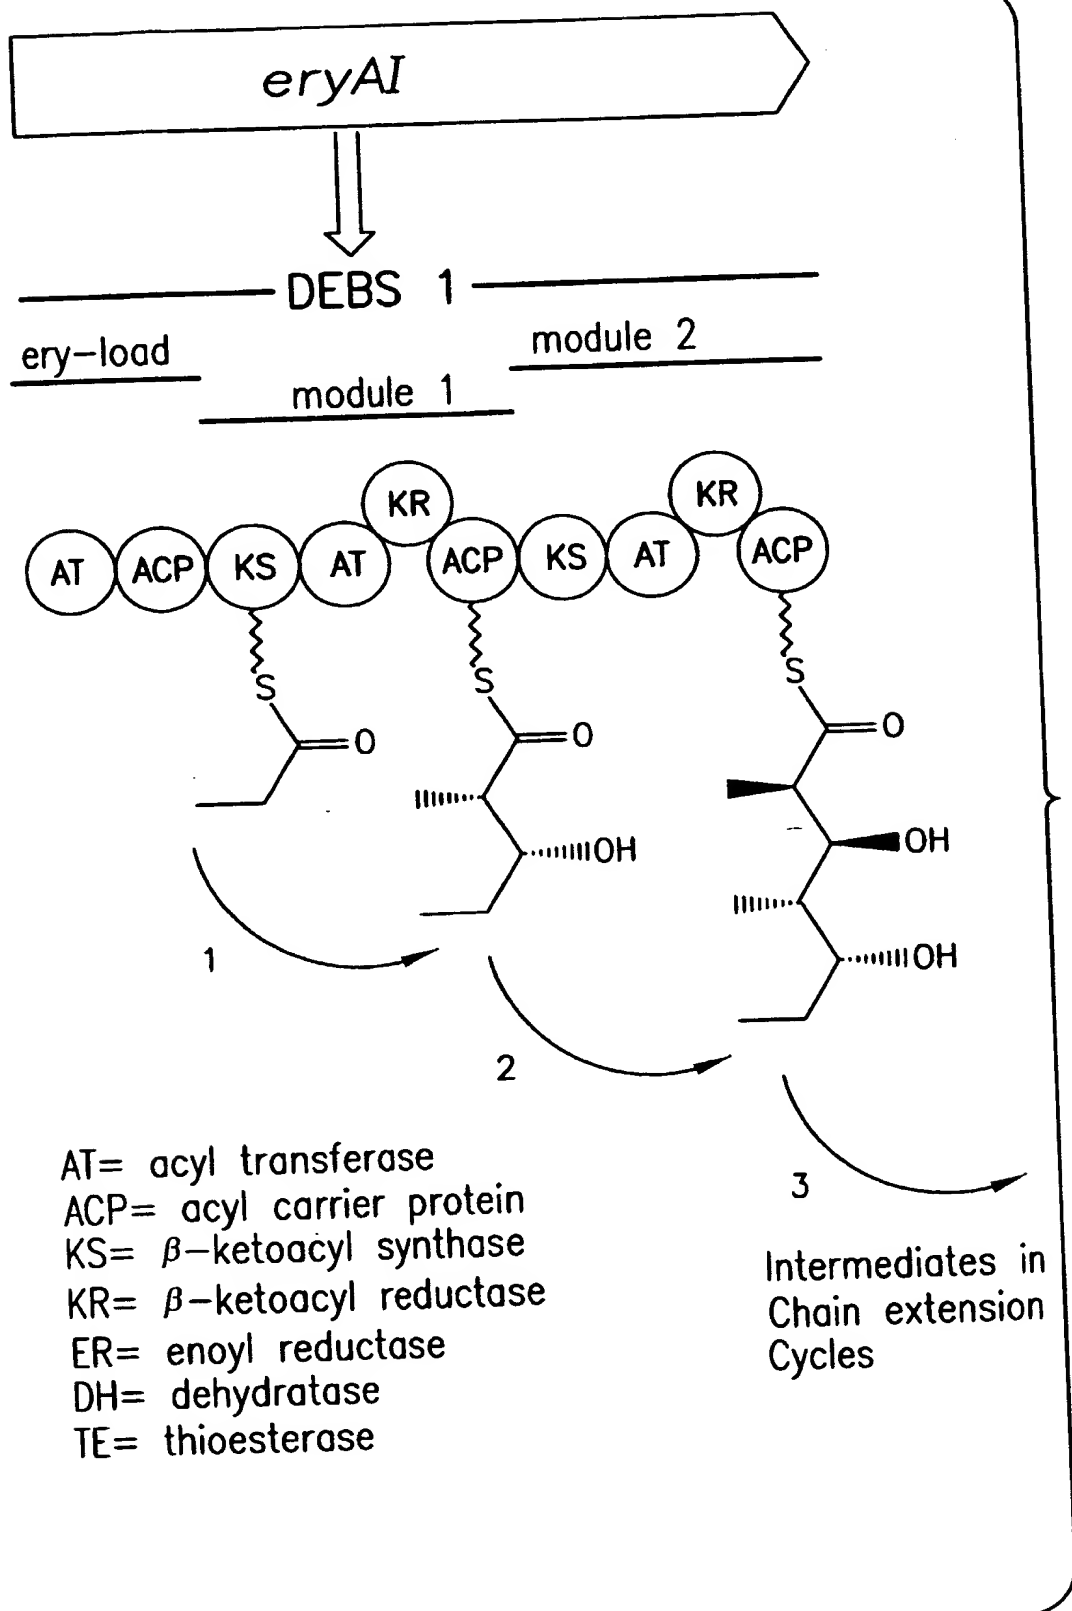 eryAI
DEBS 1
ery-load
module 2
module 1
KR
KR
AT
ACP
KS
AT
ACP
KS
AT
ACP
S
S
S
O
O
O
OH
OH
OH
1
2
3
AT= acyl transferase
ACP= acyl carrier protein
KS= β-ketoacyl synthase
KR= β-ketoacyl reductase
ER= enoyl reductase
DH= dehydratase
TE= thioesterase
Intermediates in
Chain extension
Cycles